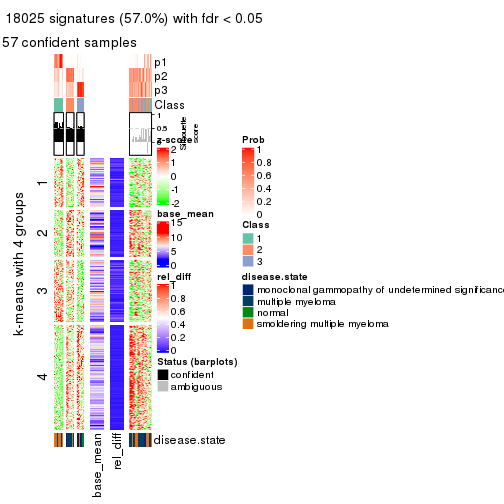 18025 signatures (57.0%) with fdr < 0.05
57 confident samples
p1
p2
p3
Class
1
0.5
0
Silhouette
score
k-means with 4 groups
1
2
3
4
base_mean
rel_diff
disease.state
z-score
2
1
0
-1
-2
base_mean
15
10
5
0
rel_diff
1
0.8
0.6
0.4
0.2
0
Status (barplots)
confident
ambiguous
Prob
1
0.8
0.6
0.4
0.2
0
Class
1
2
3
disease.state
monoclonal gammopathy of undetermined significance
multiple myeloma
normal
smoldering multiple myeloma